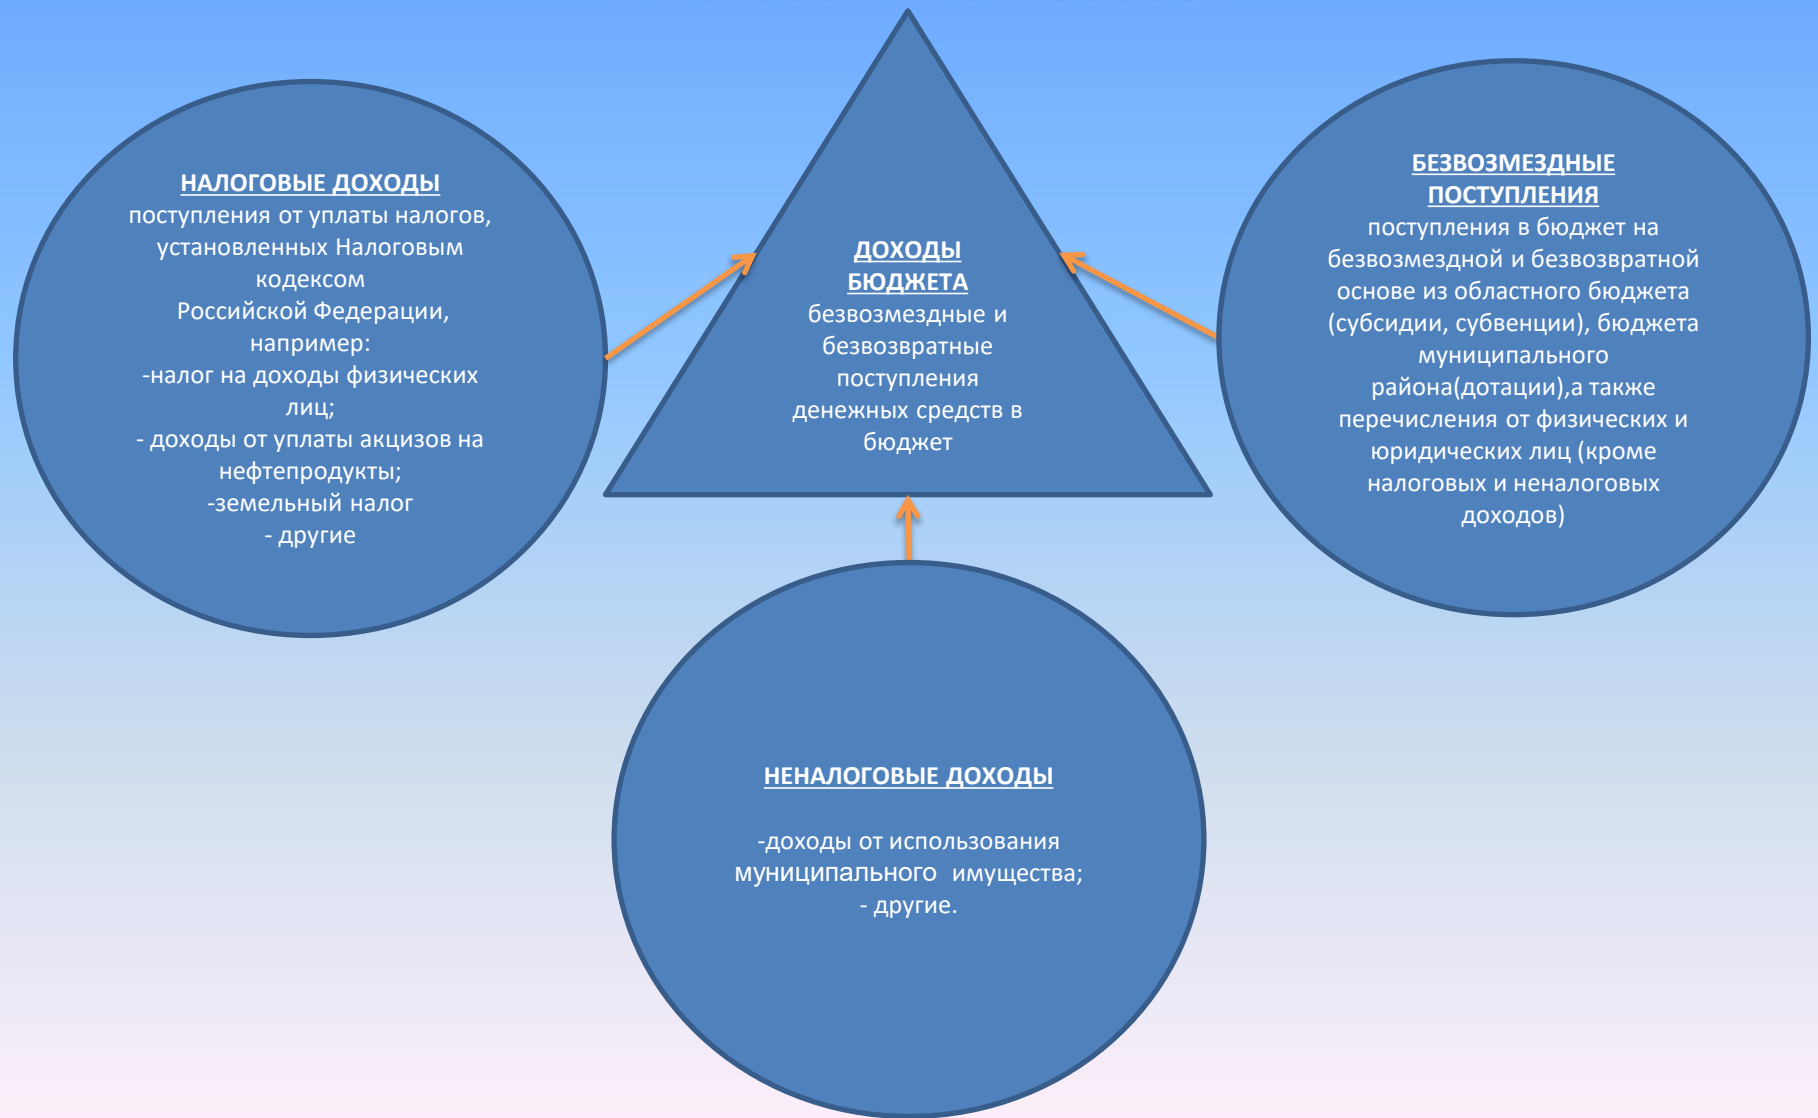 НАЛОГОВЫЕ ДОХОДЫ
поступления от уплаты налогов,
установленных Налоговым
кодексом
Российской Федерации,
например:
-налог на доходы физических
лиц;
- доходы от уплаты акцизов на
нефтепродукты;
-земельный налог
- другие
ДОХОДЫ
БЮДЖЕТА
безвозмездные и
безвозвратные
поступления
денежных средств в
бюджет
БЕЗВОЗМЕЗДНЫЕ
ПОСТУПЛЕНИЯ
поступления в бюджет на
безвозмездной и безвозвратной
основе из областного бюджета
(субсидии, субвенции), бюджета
муниципального
района(дотации),а также
перечисления от физических и
юридических лиц (кроме
налоговых и неналоговых
доходов)
НЕНАЛОГОВЫЕ ДОХОДЫ
-доходы от использования
муниципального  имущества;
- другие.